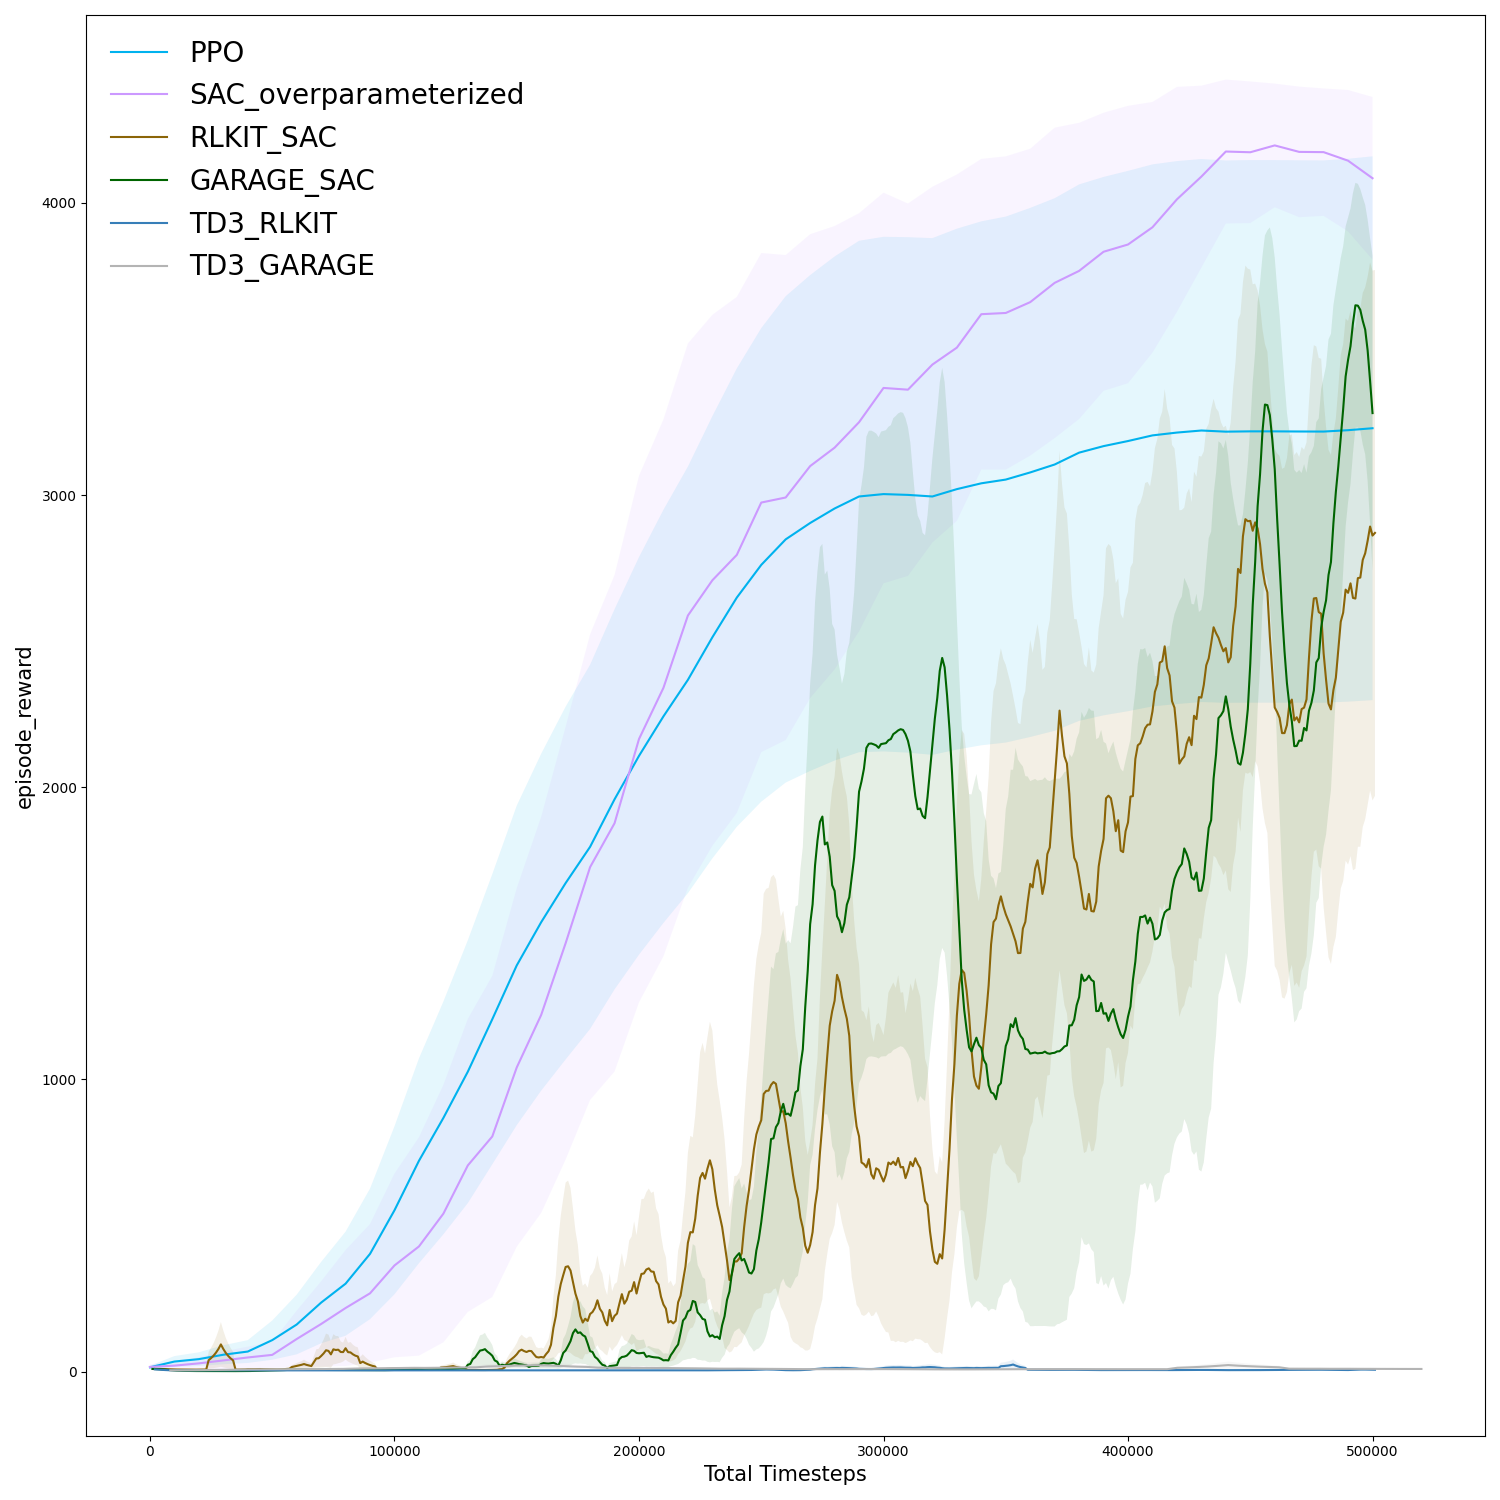 PPO
SAC_overparameterized
RLKIT_SAC
GARAGE_SAC
TD3_RLKIT
TD3_GARAGE
4000
3000
2000
1000
0
episode_reward
0 100000 200000 300000 400000 500000
Total Timesteps